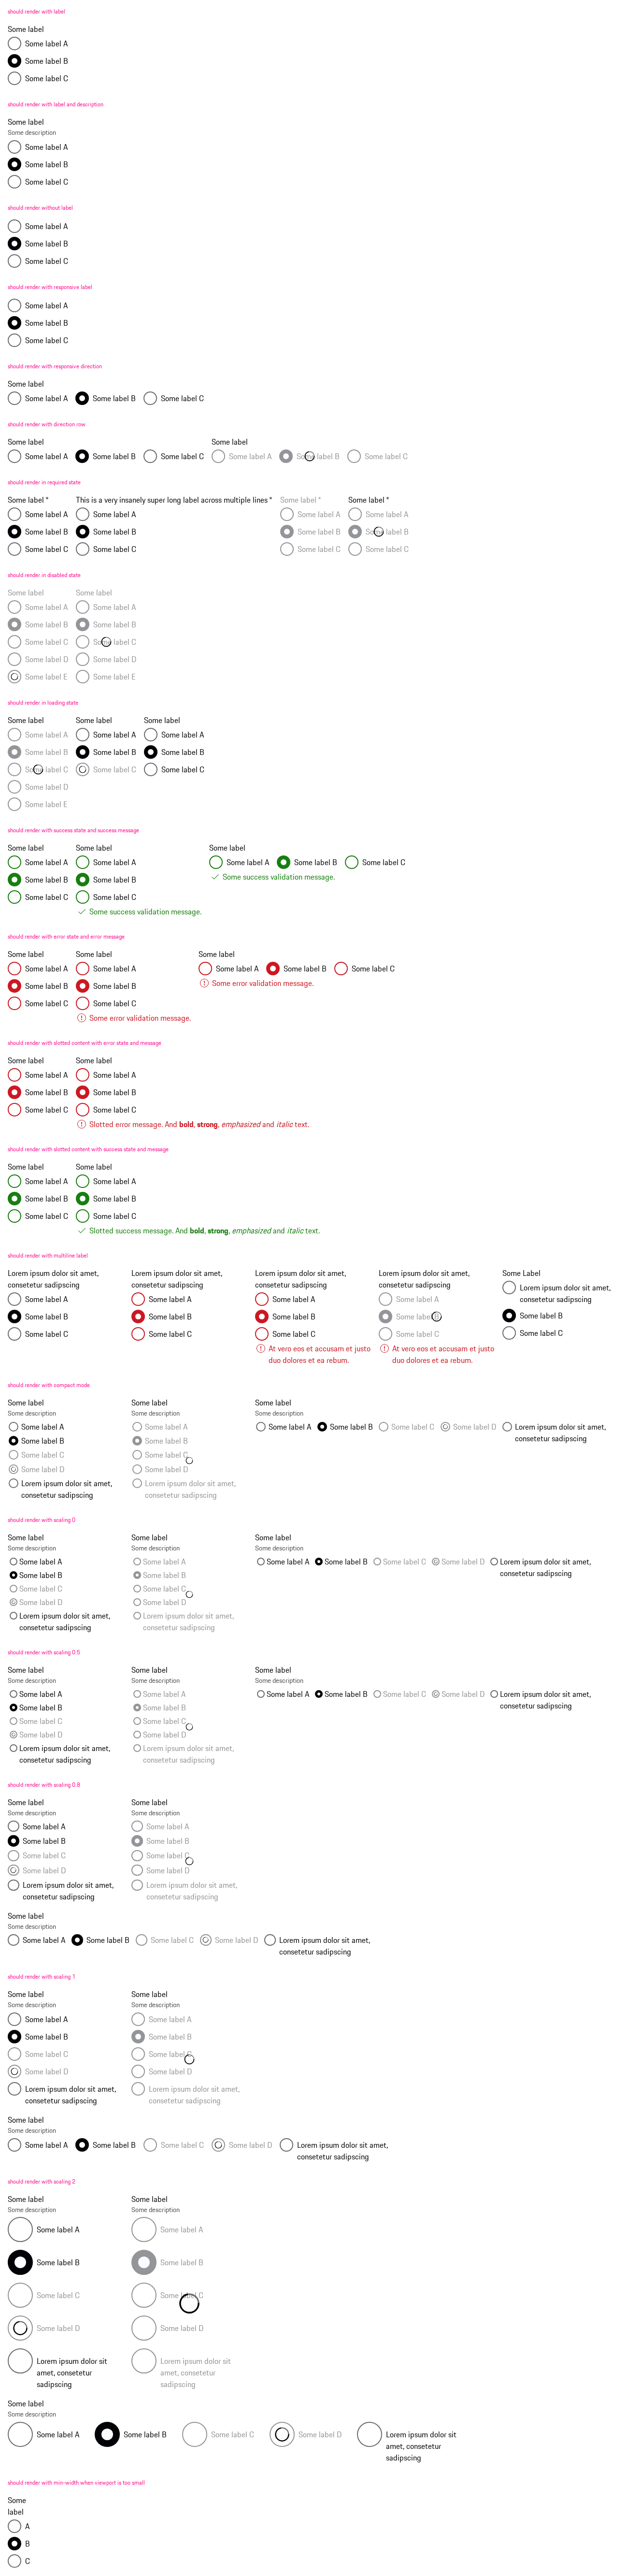 should render with label
Some label
Some label A
Some label B
Some label C
should render with label and description
Some label
Some description
Some label A
Some label B
Some label C
should render without label
Some label A
Some label B
Some label C
should render with responsive label
Some label A
Some label B
Some label C
should render with responsive direction
Some label
Some label A Some label B Some label C
should render with direction row
Some label Some label
Some label A Some label B Some label C Some label A Some label B Some label C
should render in required state
Some label * This is a very insanely super long label across multiple lines * Some label * Some label *
Some label A Some label A Some label A Some label A
Some label B Some label B Some label B Some label B
Some label C Some label C Some label C Some label C
should render in disabled state
Some label Some label
Some label A Some label A
Some label B Some label B
Some label C Some label C
Some label D Some label D
Some label E Some label E
should render in loading state
Some label Some label Some label
Some label A Some label A Some label A
Some label B Some label B Some label B
Some label C Some label C Some label C
Some label D
Some label E
should render with success state and success message
Some label Some label Some label
Some label A Some label A Some label A Some label B Some label C
Some label B Some label B Some success validation message.
Some label C Some label C
Some success validation message.
should render with error state and error message
Some label Some label Some label
Some label A Some label A Some label A Some label B Some label C
Some label B Some label B Some error validation message.
Some label C Some label C
Some error validation message.
should render with slotted content with error state and message
Some label Some label
Some label A Some label A
Some label B Some label B
Some label C Some label C
Slotted error message. And bold, strong, emphasized and italic text.
should render with slotted content with success state and message
Some label Some label
Some label A Some label A
Some label B Some label B
Some label C Some label C
Slotted success message. And bold, strong, emphasized and italic text.
should render with multiline label
Lorem ipsum dolor sit amet, Lorem ipsum dolor sit amet, Lorem ipsum dolor sit amet, Lorem ipsum dolor sit amet, Some Label
consetetur sadipscing consetetur sadipscing consetetur sadipscing consetetur sadipscing Lorem ipsum dolor sit amet,
Some label A Some label A Some label A Some label A consetetur sadipscing
Some label B Some label B Some label B Some label B Some label B
Some label C Some label C Some label C Some label C Some label C
At vero eos et accusam et justo At vero eos et accusam et justo
duo dolores et ea rebum. duo dolores et ea rebum.
should render with compact mode
Some label Some label Some label
Some description Some description Some description
Some label A Some label A Some label A Some label B Some label C Some label D Lorem ipsum dolor sit amet,
Some label B Some label B consetetur sadipscing
Some label C Some label C
Some label D Some label D
Lorem ipsum dolor sit amet, Lorem ipsum dolor sit amet,
consetetur sadipscing consetetur sadipscing
should render with scaling 0
Some label Some label Some label
Some description Some description Some description
Some label A Some label A Some label A Some label B Some label C Some label D Lorem ipsum dolor sit amet,
Some label B Some label B consetetur sadipscing
Some label C Some label C
Some label D Some label D
Lorem ipsum dolor sit amet, Lorem ipsum dolor sit amet,
consetetur sadipscing consetetur sadipscing
should render with scaling 0.5
Some label Some label Some label
Some description Some description Some description
Some label A Some label A Some label A Some label B Some label C Some label D Lorem ipsum dolor sit amet,
Some label B Some label B consetetur sadipscing
Some label C Some label C
Some label D Some label D
Lorem ipsum dolor sit amet, Lorem ipsum dolor sit amet,
consetetur sadipscing consetetur sadipscing
should render with scaling 0.8
Some label Some label
Some description Some description
Some label A Some label A
Some label B Some label B
Some label C Some label C
Some label D Some label D
Lorem ipsum dolor sit amet, Lorem ipsum dolor sit amet,
consetetur sadipscing consetetur sadipscing
Some label
Some description
Some label A Some label B Some label C Some label D Lorem ipsum dolor sit amet,
consetetur sadipscing
should render with scaling 1
Some label Some label
Some description Some description
Some label A Some label A
Some label B Some label B
Some label C Some label C
Some label D Some label D
Lorem ipsum dolor sit amet, Lorem ipsum dolor sit amet,
consetetur sadipscing consetetur sadipscing
Some label
Some description
Some label A Some label B Some label C Some label D Lorem ipsum dolor sit amet,
consetetur sadipscing
should render with scaling 2
Some label Some label
Some description Some description
Some label A Some label A
Some label B Some label B
Some label C Some label C
Some label D Some label D
Lorem ipsum dolor sit Lorem ipsum dolor sit
amet, consetetur amet, consetetur
sadipscing sadipscing
Some label
Some description
Some label A Some label B Some label C Some label D Lorem ipsum dolor sit
amet, consetetur
sadipscing
should render with min-width when viewport is too small
Some
label
A
B
C